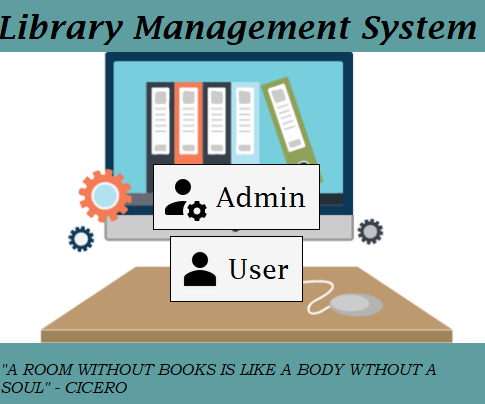 Library Management System
Admin
User
"A ROOM WITHOUT BOOKS IS LIKE A BODY WTHOUT A
SOUL" - CICERO